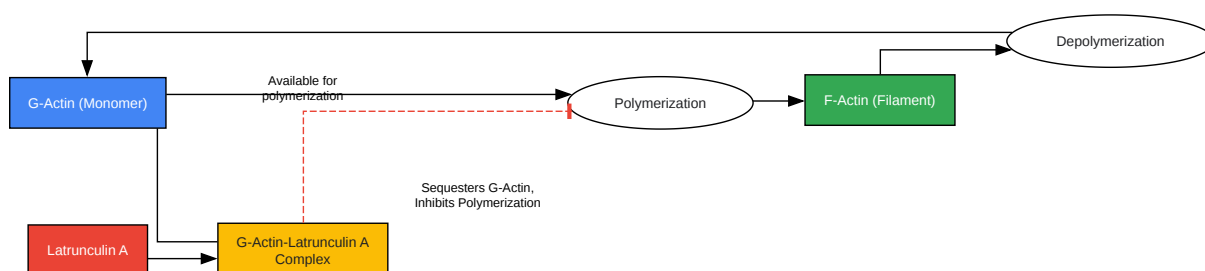 Depolymerization
G-Actin (Monomer)
Available for
polymerization
Polymerization
F-Actin (Filament)
Sequesters G-Actin,
Inhibits Polymerization
Latrunculin A
G-Actin-Latrunculin A
Complex